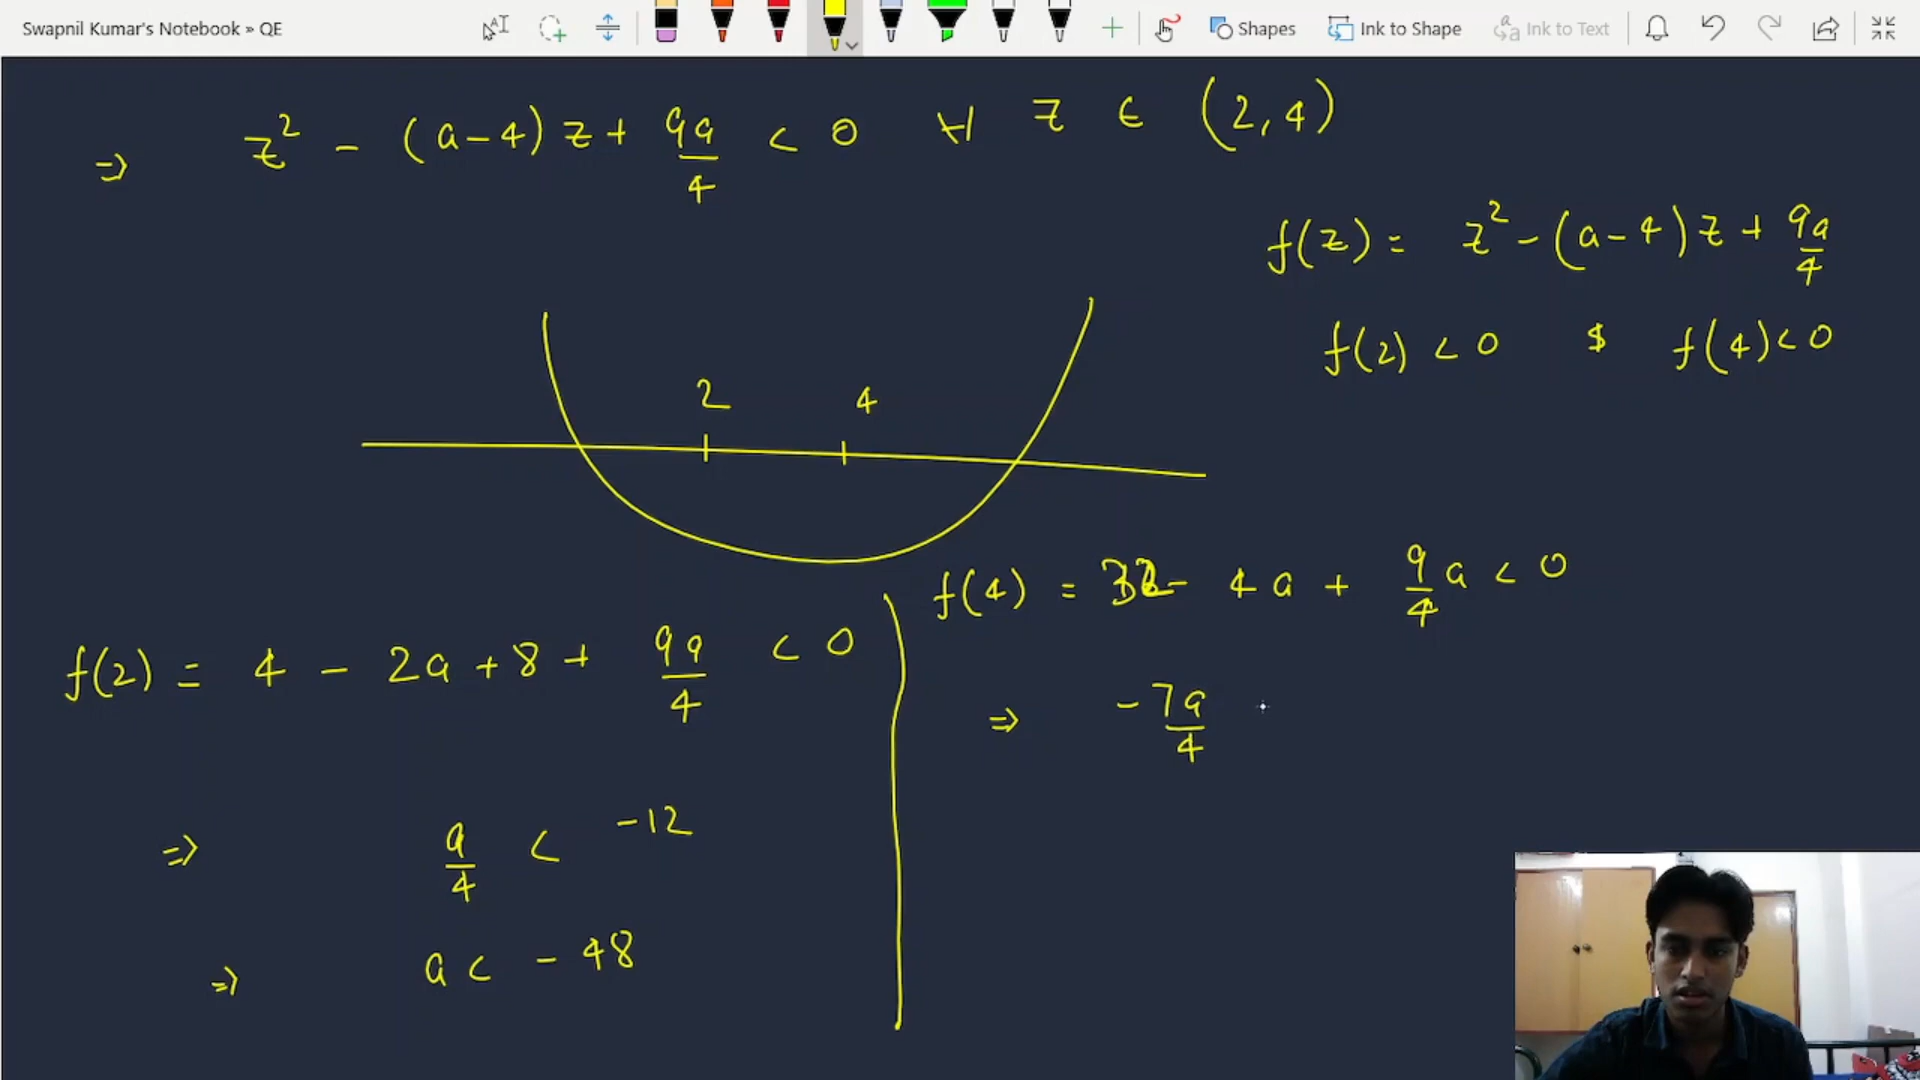 Swapnil Kumar's Notebook » QE
Shapes
Ink to Shape
Ink to Text
=> z² - (a-4) z + 9a/4 < 0 ∀ z ∈ (2,4)
f(z) = z² - (a-4) z + 9a/4
f(2) < 0 $ f(4) < 0
2 4
f(4) = 32 - 4a + 9/4 a < 0
=> -7a/4
f(2) = 4 - 2a + 8 + 9a/4 < 0
=> a/4 < -12
=> a < -48